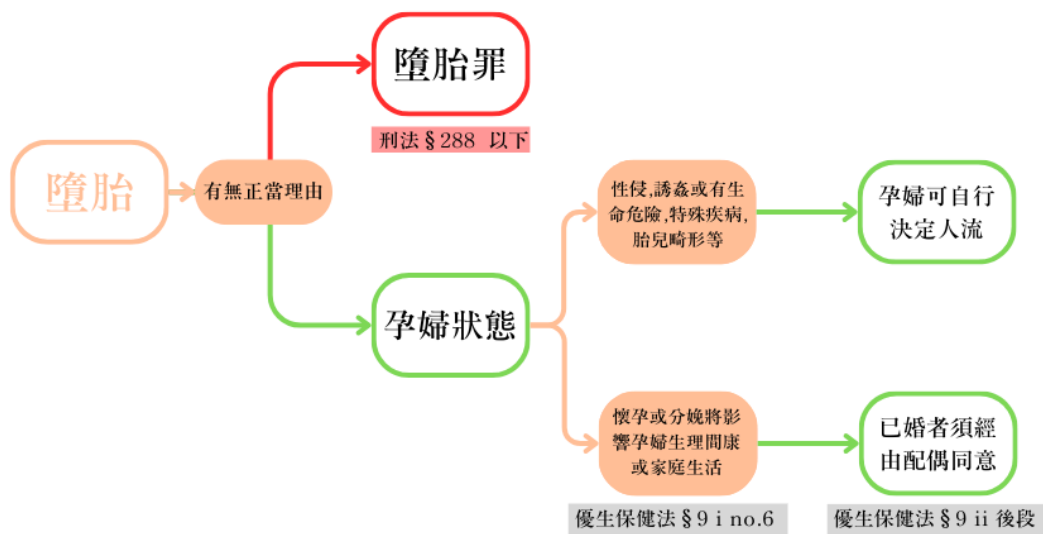 墮胎
有無正當理由
墮胎罪
刑法§288 以下
孕婦狀態
性侵,誘姦或有生
命危險,特殊疾病,
胎兒畸形等
孕婦可自行
決定人流
懷孕或分娩將影
響孕婦生理間康
或家庭生活
優生保健法§9 i no.6
已婚者須經
由配偶同意
優生保健法§9 ii 後段